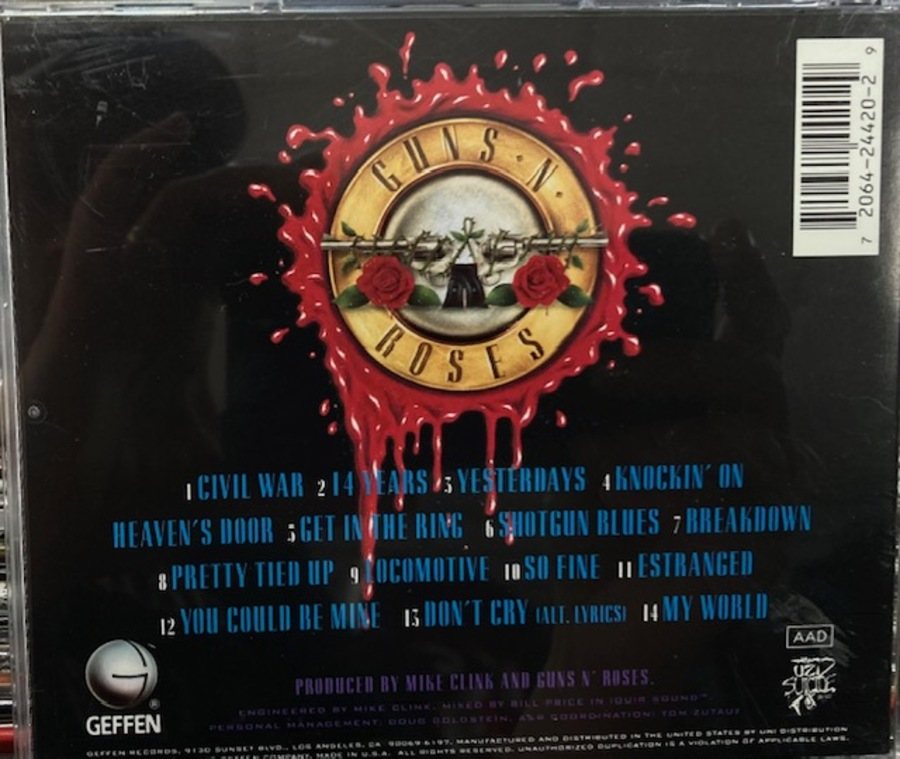 GUNS · N ·
ROSES
7 2064-24420-2 9
1 CIVIL WAR 2 14 YEARS 3 YESTERDAYS 4 KNOCKIN' ON
HEAVEN'S DOOR 5 GET IN THE RING 6 SHOTGUN BLUES 7 BREAKDOWN
8 PRETTY TIED UP 9 LOCOMOTIVE 10 SO FINE 11 ESTRANGED
12 YOU COULD BE MINE 13 DON'T CRY (ALT. LYRICS) 14 MY WORLD
AAD
UZI
SUICIDE
G
GEFFEN
PRODUCED BY MIKE CLINK AND GUNS N' ROSES.
ENGINEERED BY MIKE CLINK. MIXED BY BILL PRICE
PERSONAL MANAGEMENT: DOUG GOLDSTEIN. A&R COORDINATION: TOM ZUTAUT
GEFFEN RECORDS, 9130 SUNSET BLVD., LOS ANGELES, CA 90069-6197. MANUFACTURED AND DISTRIBUTED IN THE UNITED STATES BY UNI DISTRIBUTION
GEFFEN COMPANY. MADE IN U.S.A. ALL RIGHTS RESERVED. UNAUTHORIZED DUPLICATION IS A VIOLATION OF APPLICABLE LAWS.